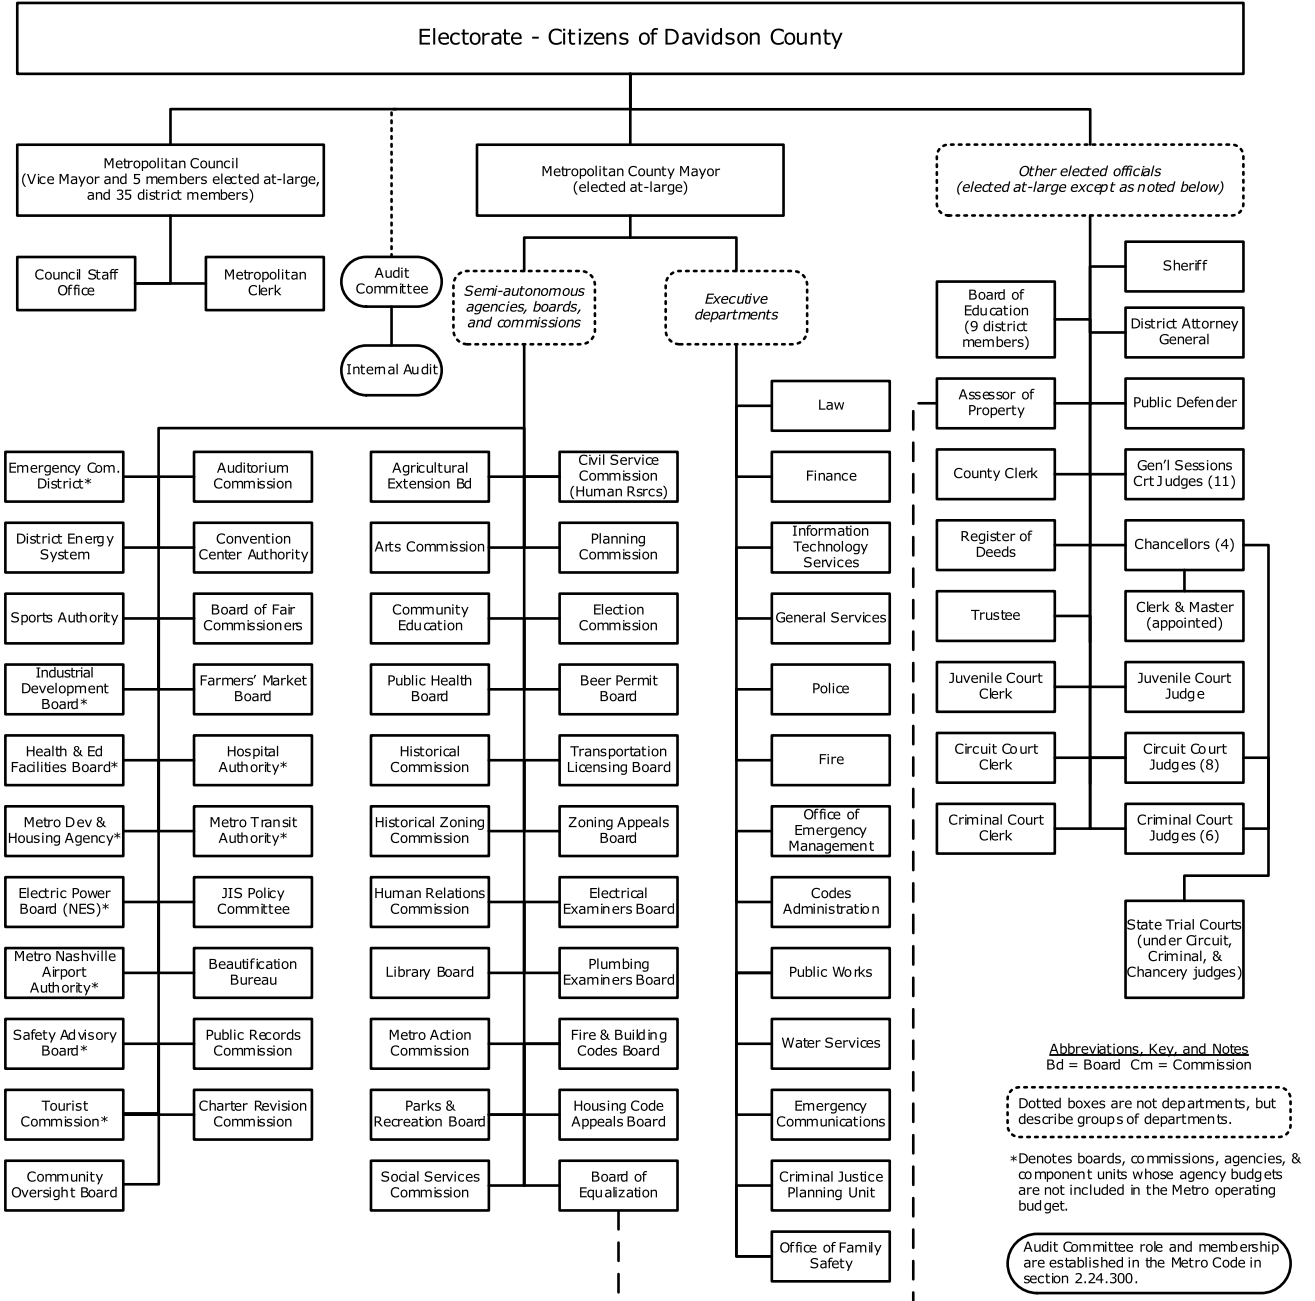 Electorate - Citizens of Davidson County
Metropolitan Council
(Vice Mayor and 5 members elected at-large,
and 35 district members)
Metropolitan County Mayor
(elected at-large)
Other elected officials
(elected at-large except as noted below)
Council Staff
Office
Metropolitan
Clerk
Audit
Committee
Internal Audit
Semi-autonomous
agencies, boards,
and commissions
Executive
departments
Emergency Com.
District*
Auditorium
Commission
District Energy
System
Convention
Center Authority
Sports Authority
Board of Fair
Commissioners
Industrial
Development
Board*
Farmers’ Market
Board
Health & Ed
Facilities Board*
Hospital
Authority*
Metro Dev &
Housing Agency*
Metro Transit
Authority*
Electric Power
Board (NES)*
JIS Policy
Committee
Metro Nashville
Airport
Authority*
Beautification
Bureau
Safety Advisory
Board*
Public Records
Commission
Tourist
Commission*
Charter Revision
Commission
Community
Oversight Board
Agricultural
Extension Bd
Civil Service
Commission
(Human Rsrcs)
Arts Commission
Planning
Commission
Community
Education
Election
Commission
Public Health
Board
Beer Permit
Board
Historical
Commission
Transportation
Licensing Board
Historical Zoning
Commission
Zoning Appeals
Board
Human Relations
Commission
Electrical
Examiners Board
Library Board
Plumbing
Examiners Board
Metro Action
Commission
Fire & Building
Codes Board
Parks &
Recreation Board
Housing Code
Appeals Board
Social Services
Commission
Board of
Equalization
Law
Finance
Information
Technology
Services
General Services
Police
Fire
Office of
Emergency
Management
Codes
Administration
Public Works
Water Services
Emergency
Communications
Criminal Justice
Planning Unit
Office of Family
Safety
Sheriff
Board of
Education
(9 district
members)
District Attorney
General
Assessor of
Property
Public Defender
County Clerk
Gen’l Sessions
Crt Judges (11)
Register of
Deeds
Chancellors (4)
Trustee
Clerk & Master
(appointed)
Juvenile Court
Clerk
Juvenile Court
Judge
Circuit Court
Clerk
Circuit Court
Judges (8)
Criminal Court
Clerk
Criminal Court
Judges (6)
State Trial Courts
(under Circuit,
Criminal, &
Chancery judges)
Abbreviations, Key, and Notes
Bd = Board Cm = Commission
Dotted boxes are not departments, but
describe groups of departments.
*Denotes boards, commissions, agencies, &
component units whose agency budgets
are not included in the Metro operating
budget.
Audit Committee role and membership
are established in the Metro Code in
section 2.24.300.